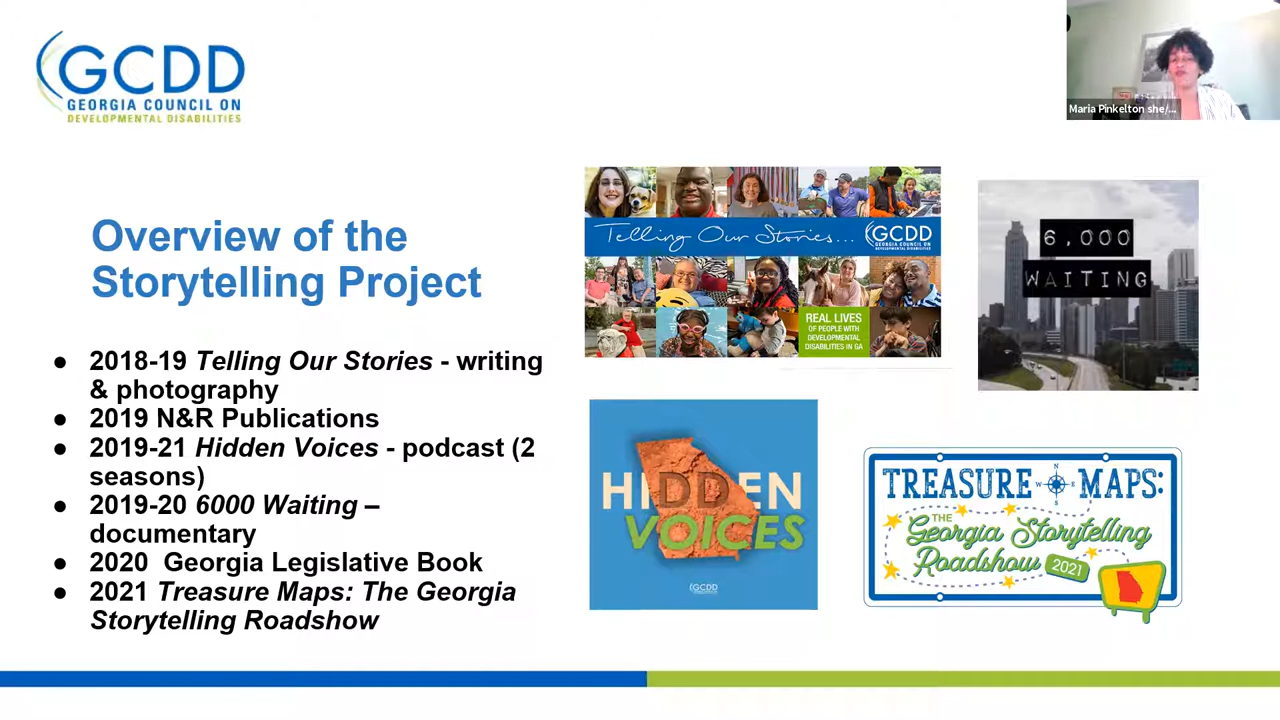 GCDD
GEORGIA COUNCIL ON
DEVELOPMENTAL DISABILITIES
Maria Pinkelton she/...
Overview of the
Storytelling Project
● 2018-19 Telling Our Stories - writing
& photography
● 2019 N&R Publications
● 2019-21 Hidden Voices - podcast (2
seasons)
● 2019-20 6000 Waiting –
documentary
● 2020  Georgia Legislative Book
● 2021 Treasure Maps: The Georgia
Storytelling Roadshow
Telling Our Stories...
GCDD
GEORGIA COUNCIL ON
DEVELOPMENTAL DISABILITIES
REAL LIVES
OF PEOPLE WITH
DEVELOPMENTAL
DISABILITIES IN GA
6,000
WAITING
HIDDEN
VOICES
GCDD
TREASURE MAPS:
N
W E
S
THE
Georgia Storytelling
Roadshow 2021